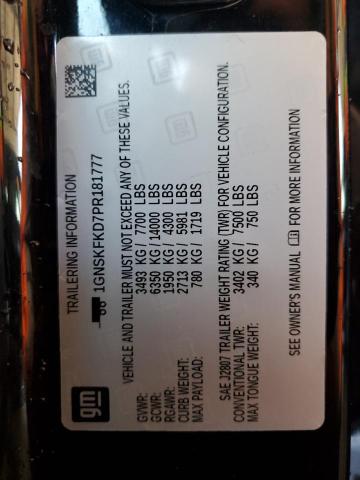 TRAILERING INFORMATION
1GNSKFKD7PR181777
gm
VEHICLE AND TRAILER MUST NOT EXCEED ANY OF THESE VALUES.
GVWR: 3493 KG / 7700 LBS
GCWR: 6350 KG / 14000 LBS
RGAWR: 1950 KG / 4300 LBS
CURB WEIGHT: 2713 KG / 5981 LBS
MAX PAYLOAD: 780 KG / 1719 LBS
SAE J2807 TRAILER WEIGHT RATING (TWR) FOR VEHICLE CONFIGURATION.
CONVENTIONAL TWR: 3402 KG / 7500 LBS
MAX TONGUE WEIGHT: 340 KG / 750 LBS
SEE OWNER'S MANUAL FOR MORE INFORMATION